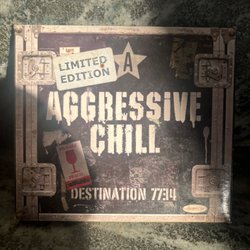 LIMITED
EDITION
A
AGGRESSIVE
CHILL
DESTINATION 7734